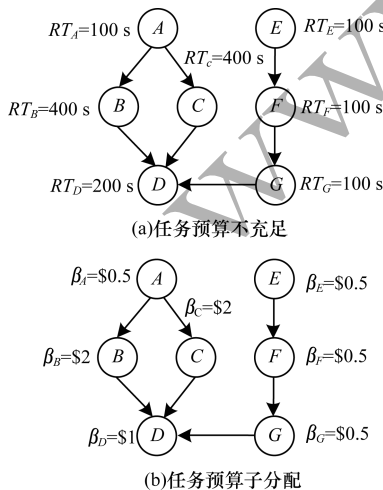 RT_A=100 s A E RT_E=100 s
RT_c=400 s
RT_B=400 s B C F RT_F=100 s
RT_D=200 s D G RT_G=100 s
(a)任务预算不充足
β_A=$0.5 A E β_E=$0.5
β_C=$2
β_B=$2 B C F β_F=$0.5
β_D=$1 D G β_G=$0.5
(b)任务预算子分配